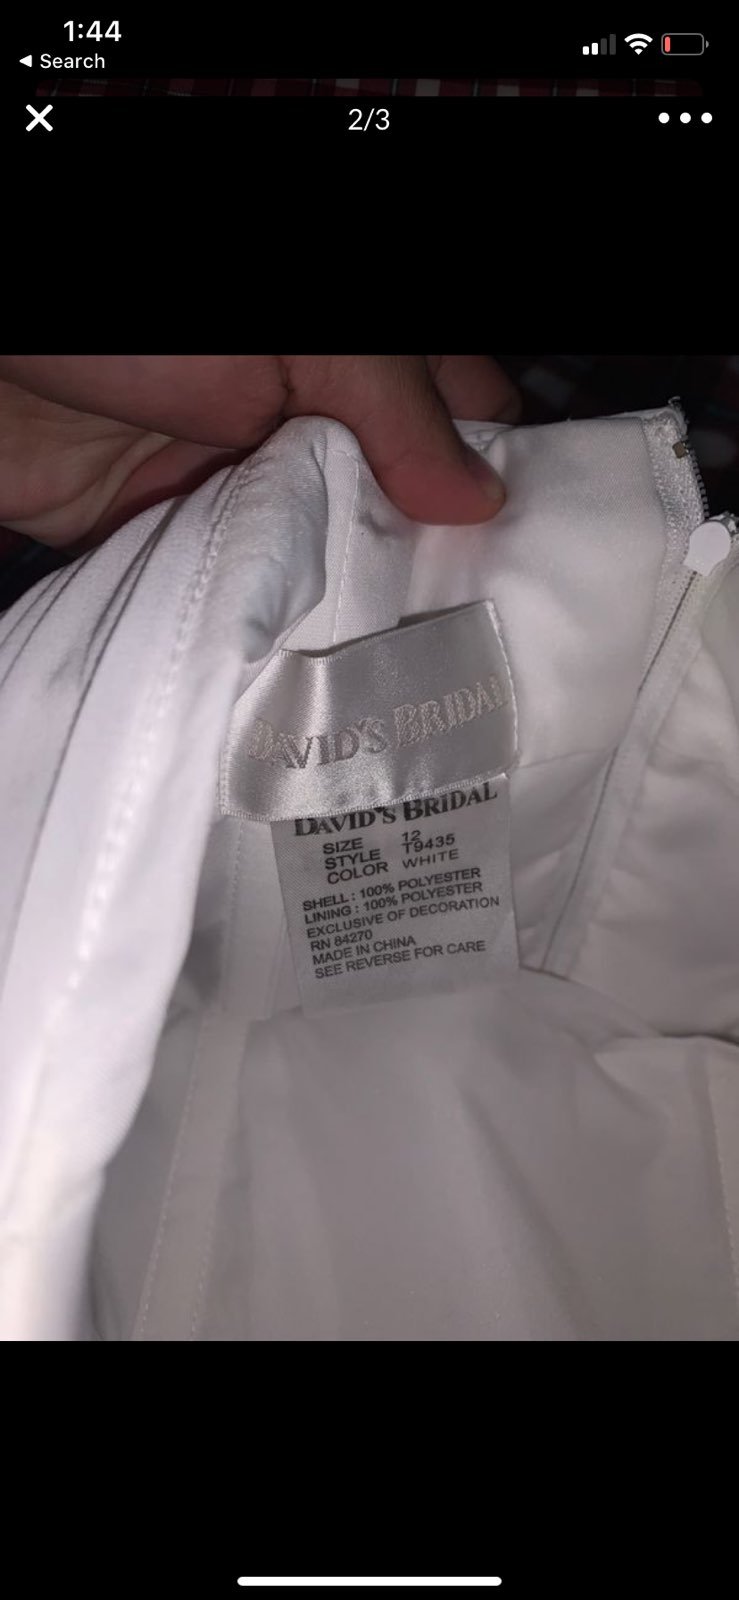 1:44
Search
2/3
DAVID'S BRIDAL
DAVID'S BRIDAL
SIZE 12
STYLE T9435
COLOR WHITE
SHELL: 100% POLYESTER
LINING: 100% POLYESTER
EXCLUSIVE OF DECORATION
RN 84270
MADE IN CHINA
SEE REVERSE FOR CARE